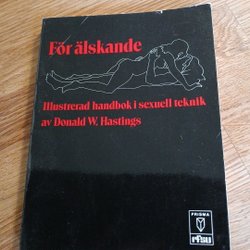 För älskande
Illustrerad handbok i sexuell teknik
av Donald W. Hastings
PRISMA
rfsu